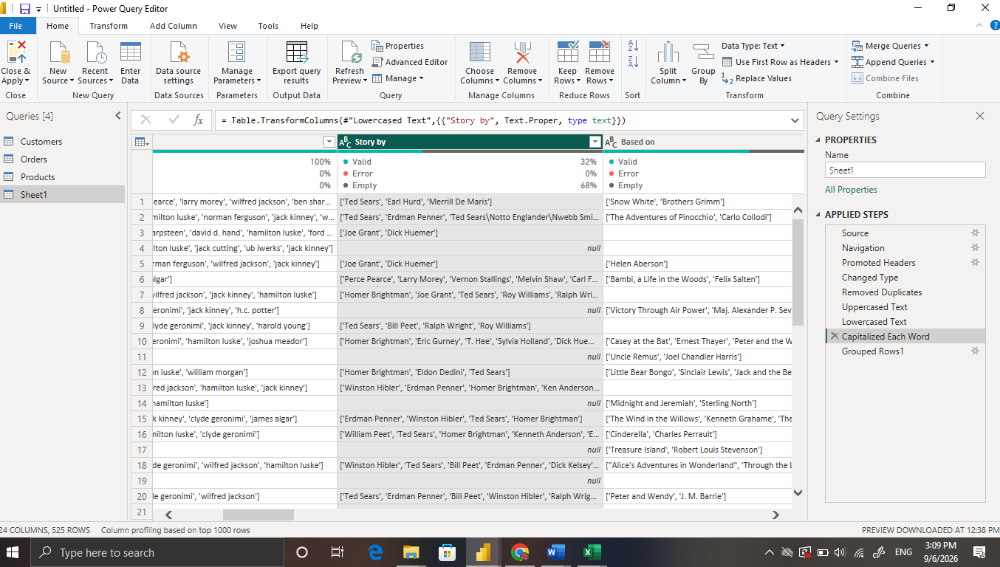 Untitled - Power Query Editor
File Home Transform Add Column View Tools Help
Close & Apply
New Source
Recent Sources
Enter Data
Data source settings
Manage Parameters
Export query results
Refresh Preview
Properties
Advanced Editor
Manage
Choose Columns
Remove Columns
Keep Rows
Remove Rows
Split Column
Group By
Data Type: Text
Use First Row as Headers
Replace Values
Merge Queries
Append Queries
Combine Files
Close New Query Data Sources Parameters Output Data Query Manage Columns Reduce Rows Sort Transform Combine
Queries [4]
Customers
Orders
Products
Sheet1
= Table.TransformColumns(#"Lowercased Text",{{"Story by", Text.Proper, type text}})
Story by Based on
100% Valid 32% Valid
0% Error 0% Error
0% Empty 68% Empty
1 earce', 'larry morey', 'wilfred jackson', 'ben shar... ['Ted Sears', 'Earl Hurd', 'Merrill De Maris'] ['Snow White', 'Brothers Grimm']
2 milton luske', 'norman ferguson', 'jack kinney', 'w... ['Ted Sears', 'Erdman Penner', 'Ted Sears\Notto Englander\Nwebb Smi... ['The Adventures of Pinocchio', 'Carlo Collodi']
3 arpsteen', 'david d. hand', 'hamilton luske', 'ford ... ['Joe Grant', 'Dick Huemer']
4 lton luske', 'jack cutting', 'ub iwerks', 'jack kinney'] null
5 rman ferguson', 'wilfred jackson', 'jack kinney'] ['Joe Grant', 'Dick Huemer'] ['Helen Aberson']
6 lgar'] ['Perce Pearce', 'Larry Morey', 'Vernon Stallings', 'Melvin Shaw', 'Carl F... ['Bambi, a Life in the Woods', 'Felix Salten']
7 wilfred jackson', 'jack kinney', 'hamilton luske'] ['Homer Brightman', 'Joe Grant', 'Ted Sears', 'Roy Williams', 'Ralph Wri...
8 eronimi', 'jack kinney', 'h.c. potter'] null ['Victory Through Air Power', 'Maj. Alexander P. Sev
9 clyde geronimi', 'jack kinney', 'harold young'] ['Ted Sears', 'Bill Peet', 'Ralph Wright', 'Roy Williams']
10 eronimi', 'hamilton luske', 'joshua meador'] ['Homer Brightman', 'Eric Gurney', 'T. Hee', 'Sylvia Holland', 'Dick Hue... ['Casey at the Bat', 'Ernest Thayer', 'Peter and the W
11 null ['Uncle Remus', 'Joel Chandler Harris']
12 on luske', 'william morgan'] ['Homer Brightman', 'Eldon Dedini', 'Ted Sears'] ['Little Bear Bongo', 'Sinclair Lewis', 'Jack and the Be
13 red jackson', 'hamilton luske', 'jack kinney'] ['Winston Hibler', 'Erdman Penner', 'Homer Brightman', 'Ken Anderson...
14 hamilton luske'] null ['Midnight and Jeremiah', 'Sterling North']
15 k kinney', 'clyde geronimi', 'james algar'] ['Erdman Penner', 'Winston Hibler', 'Ted Sears', 'Homer Brightman'] ['The Wind in the Willows', 'Kenneth Grahame', 'The
16 milton luske', 'clyde geronimi'] ['William Peet', 'Ted Sears', 'Homer Brightman', 'Kenneth Anderson', 'E... ['Cinderella', 'Charles Perrault']
17 null ['Treasure Island', 'Robert Louis Stevenson']
18 de geronimi', 'wilfred jackson', 'hamilton luske'] ['Winston Hibler', 'Ted Sears', 'Bill Peet', 'Erdman Penner', 'Dick Kelsey'... ["Alice's Adventures in Wonderland", 'Through the L
19 null
20 de geronimi', 'wilfred jackson'] ['Ted Sears', 'Erdman Penner', 'Bill Peet', 'Winston Hibler', 'Ralph Wrig... ['Peter and Wendy', 'J. M. Barrie']
21
Query Settings
PROPERTIES
Name
Sheet1
All Properties
APPLIED STEPS
Source
Navigation
Promoted Headers
Changed Type
Removed Duplicates
Uppercased Text
Lowercased Text
Capitalized Each Word
Grouped Rows1
24 COLUMNS, 525 ROWS Column profiling based on top 1000 rows PREVIEW DOWNLOADED AT 12:38 PM
Type here to search
ENG
3:09 PM
9/6/2026